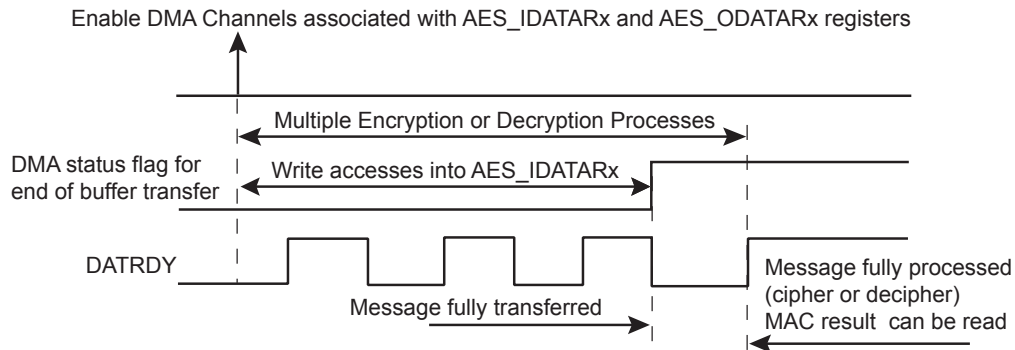 Enable DMA Channels associated with AES_IDATARx and AES_ODATARx registers
Multiple Encryption or Decryption Processes
DMA status flag for
end of buffer transfer
Write accesses into AES_IDATARx
DATRDY
Message fully transferred
Message fully processed
(cipher or decipher)
MAC result can be read